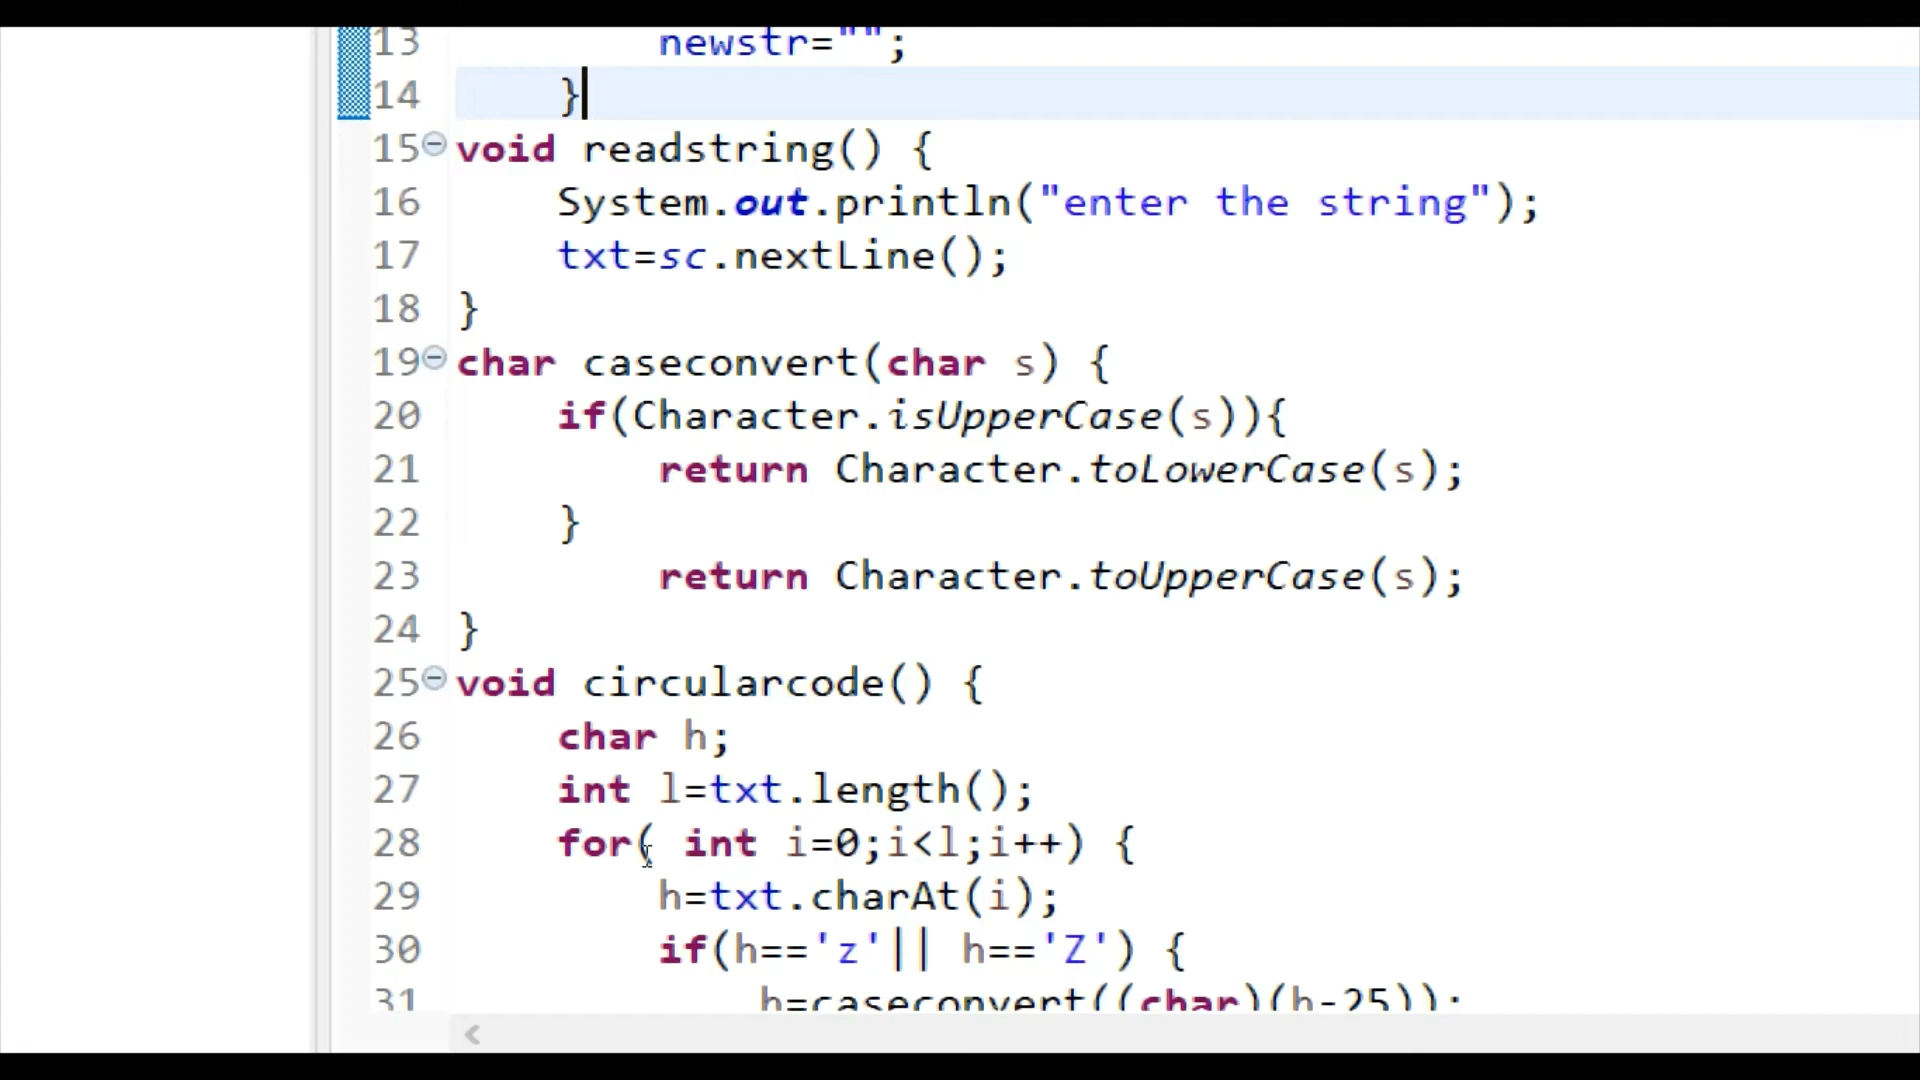 13 newstr="";
14 }
15 void readstring() {
16 System.out.println("enter the string");
17 txt=sc.nextLine();
18 }
19 char caseconvert(char s) {
20 if(Character.isUpperCase(s)){
21 return Character.toLowerCase(s);
22 }
23 return Character.toUpperCase(s);
24 }
25 void circularcode() {
26 char h;
27 int l=txt.length();
28 for( int i=0;i<l;i++) {
29 h=txt.charAt(i);
30 if(h=='z'|| h=='Z') {
31 h=caseconvert((char)(h-25));